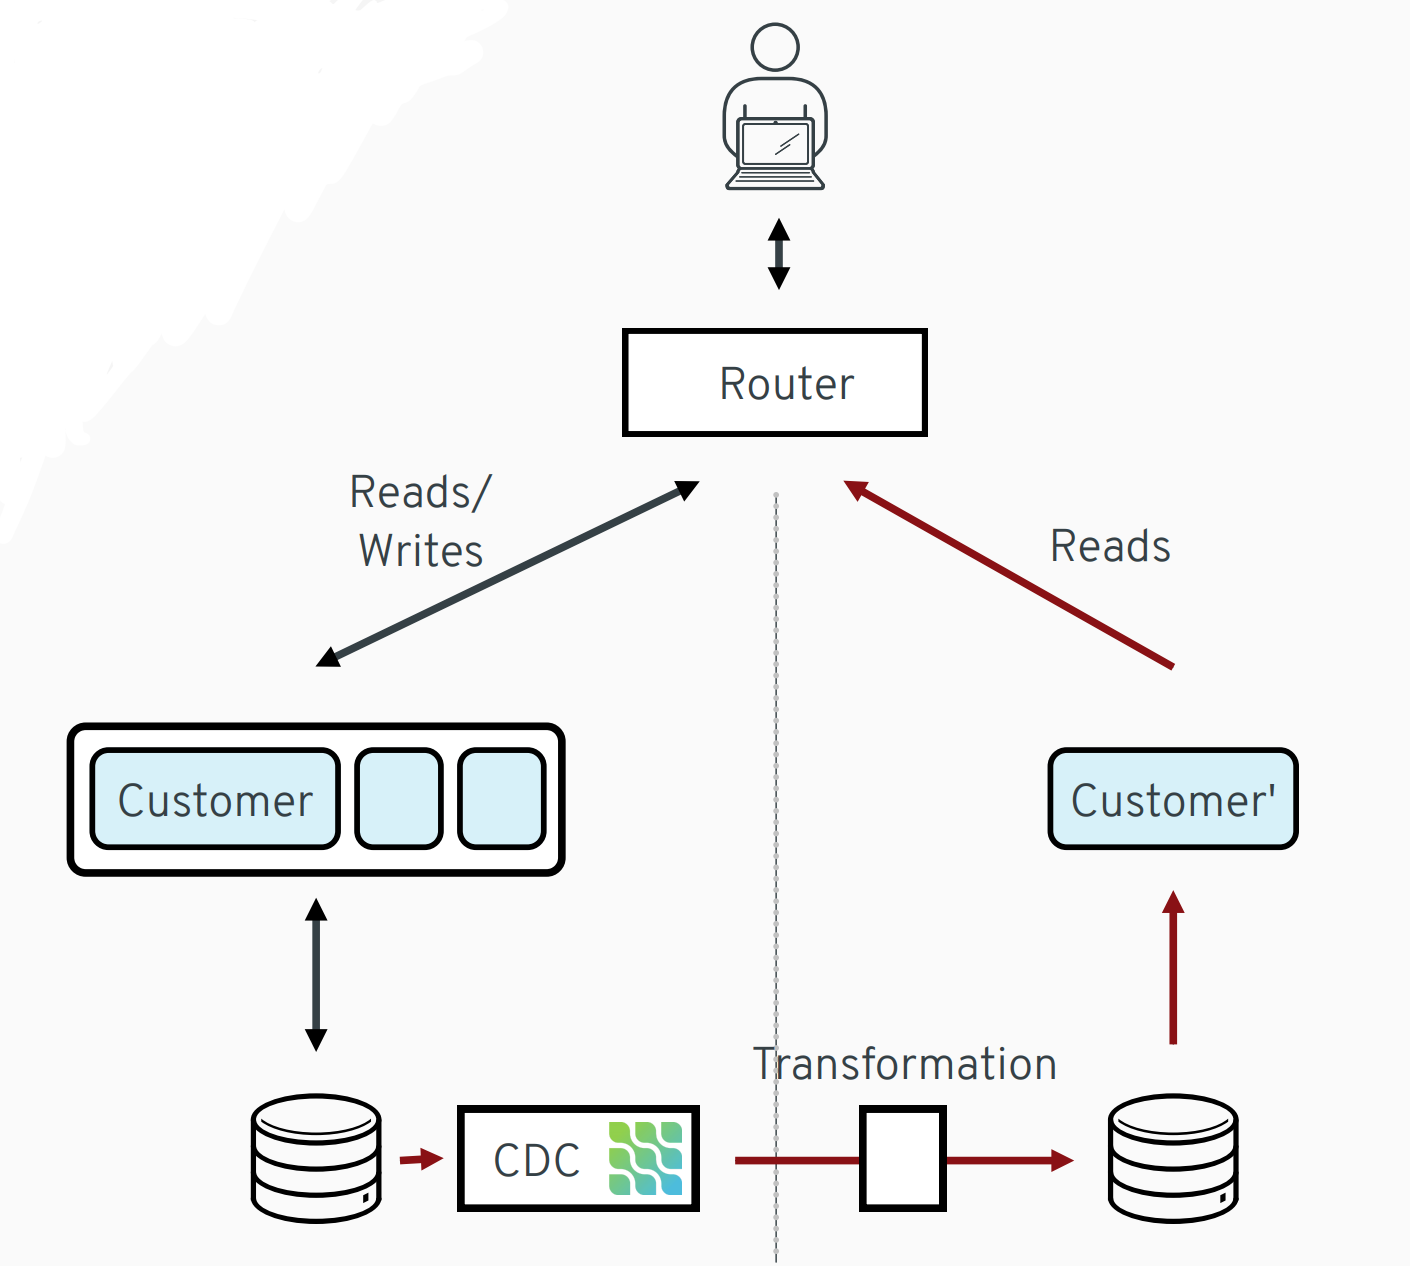 Router
Reads/
Writes
Reads
Customer
Customer'
Transformation
CDC